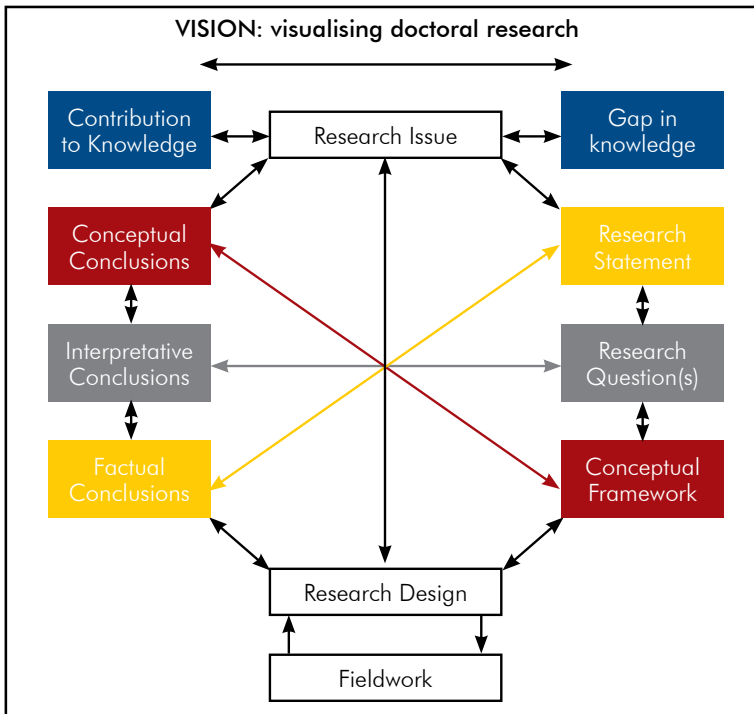 VISION: visualising doctoral research
Contribution
to Knowledge
Research Issue
Gap in
knowledge
Conceptual
Conclusions
Research
Statement
Interpretative
Conclusions
Research
Question(s)
Factual
Conclusions
Conceptual
Framework
Research Design
Fieldwork